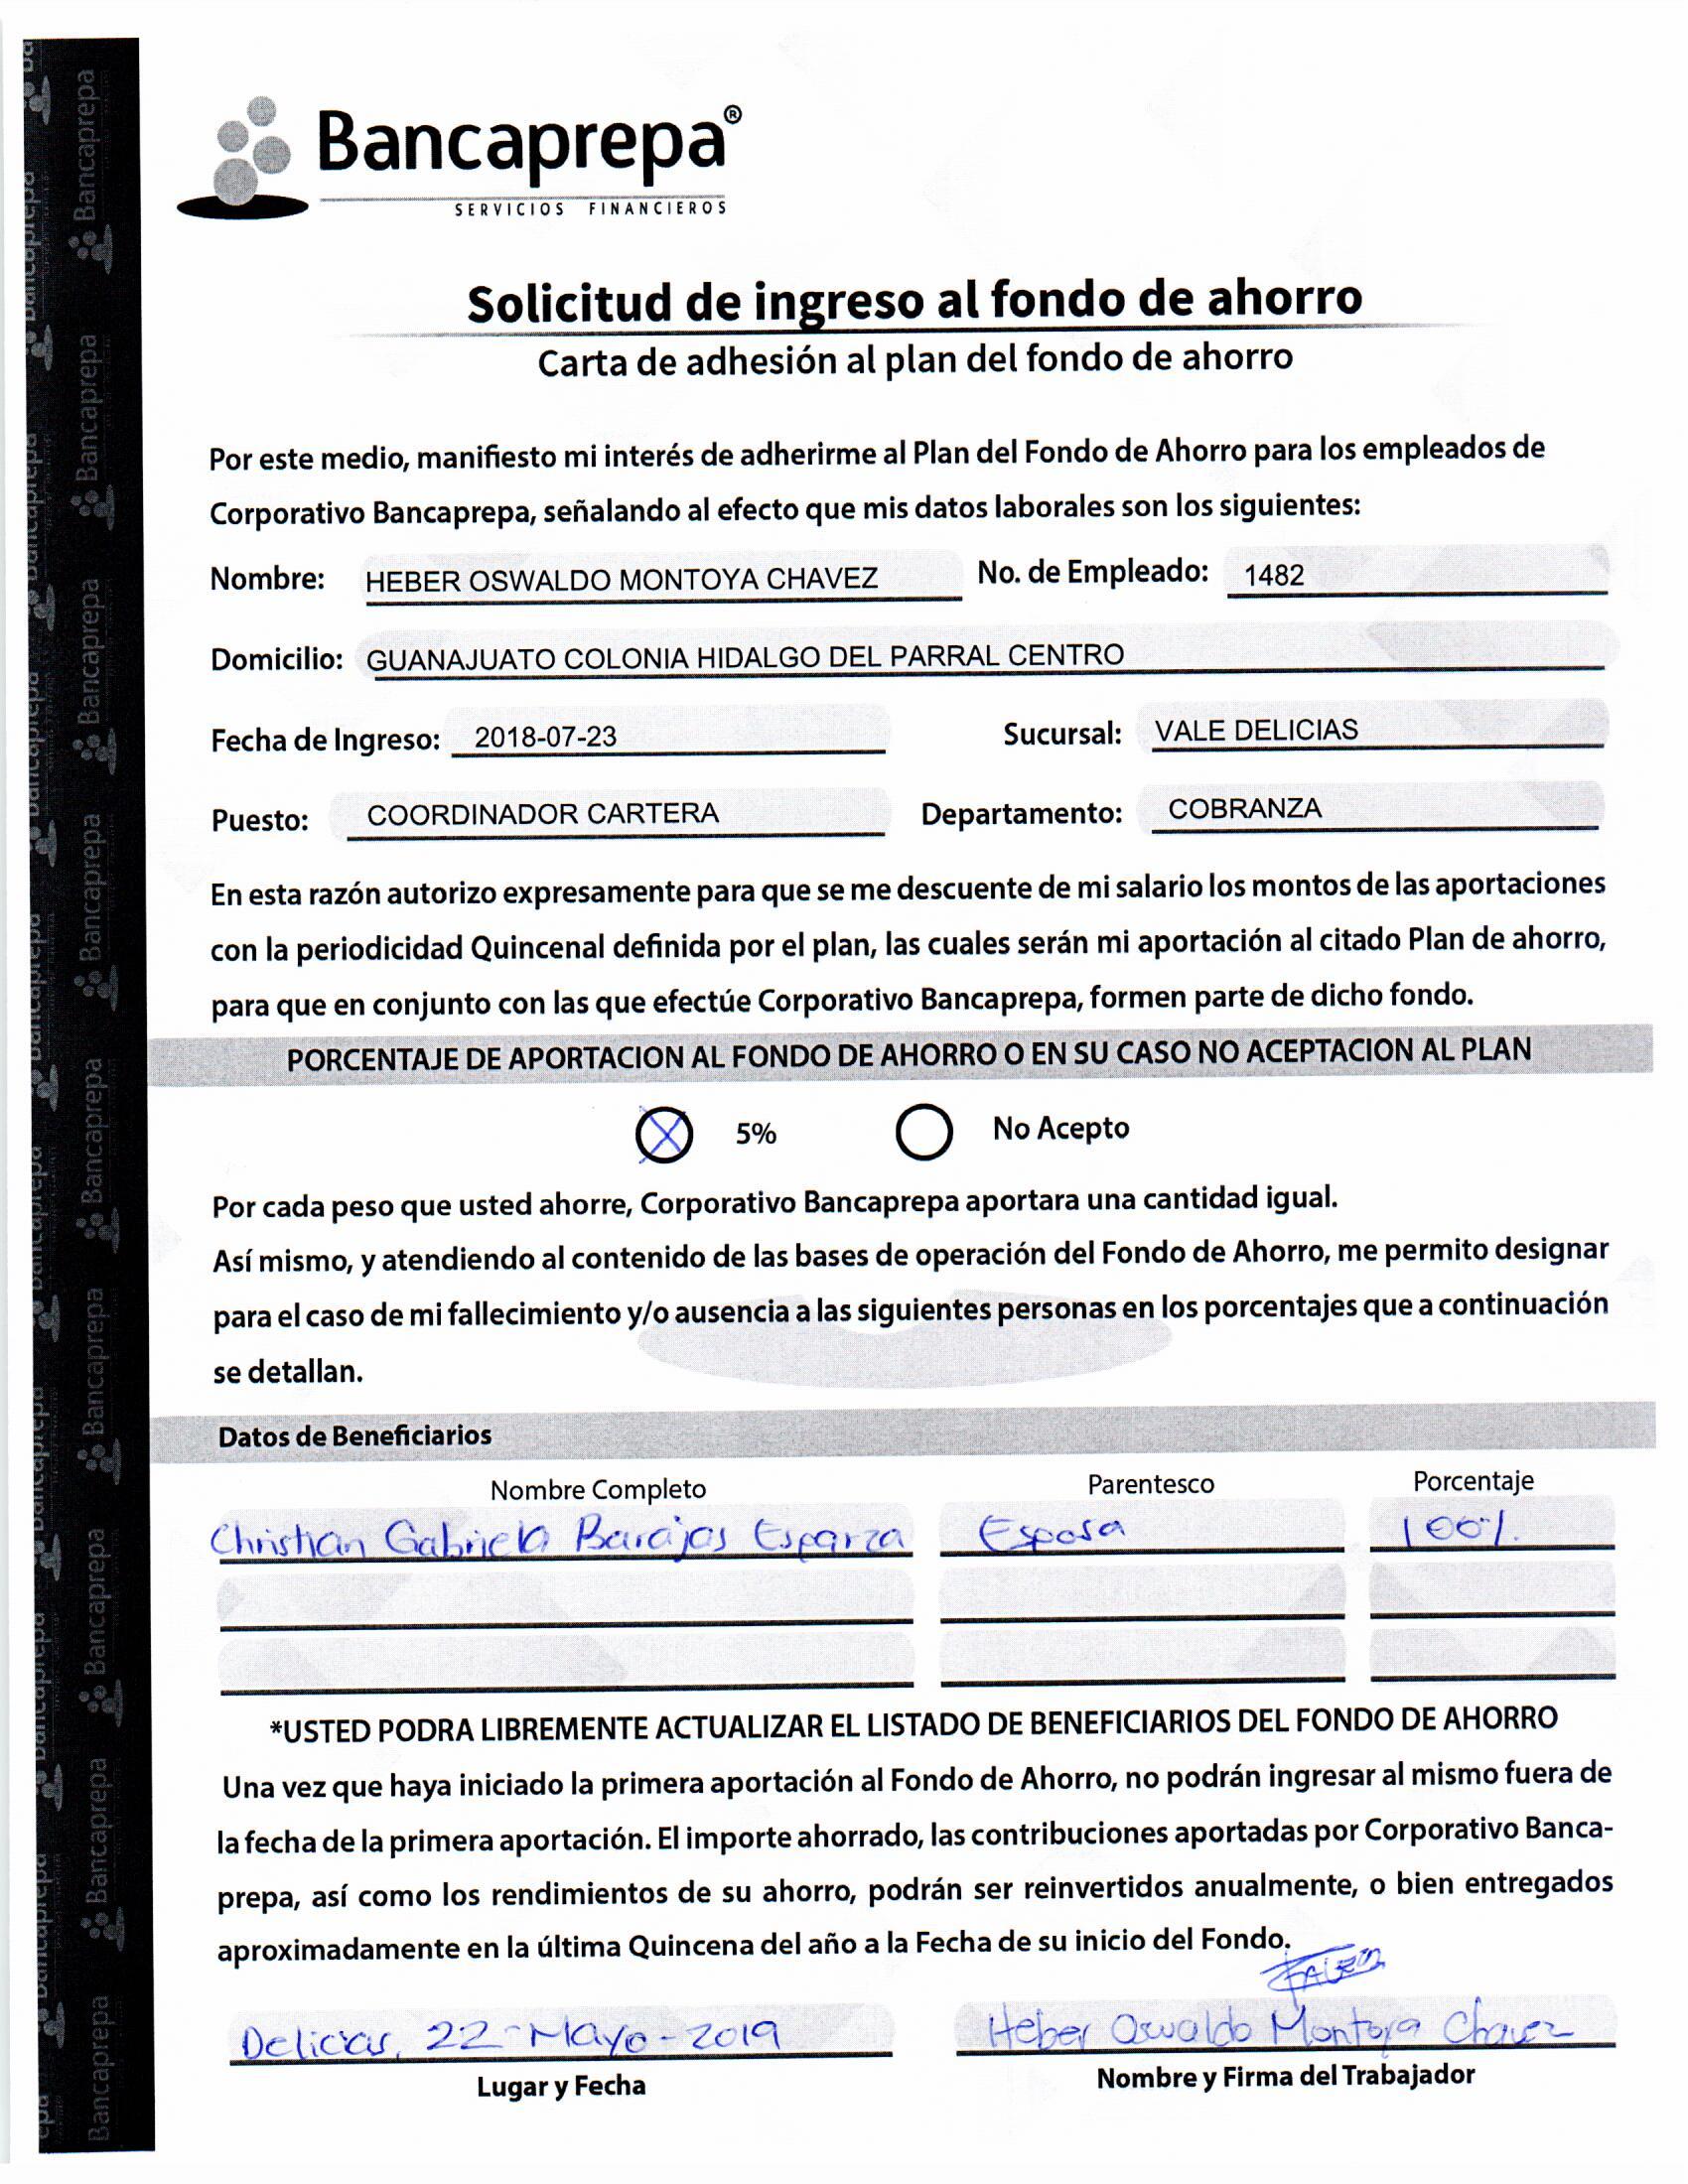 Bancaprepa®
SERVICIOS FINANCIEROS
Solicitud de ingreso al fondo de ahorro
Carta de adhesión al plan del fondo de ahorro
Por este medio, manifiesto mi interés de adherirme al Plan del Fondo de Ahorro para los empleados de
Corporativo Bancaprepa, señalando al efecto que mis datos laborales son los siguientes:
Nombre: HEBER OSWALDO MONTOYA CHAVEZ No. de Empleado: 1482
Domicilio: GUANAJUATO COLONIA HIDALGO DEL PARRAL CENTRO
Fecha de Ingreso: 2018-07-23 Sucursal: VALE DELICIAS
Puesto: COORDINADOR CARTERA Departamento: COBRANZA
En esta razón autorizo expresamente para que se me descuente de mi salario los montos de las aportaciones
con la periodicidad Quincenal definida por el plan, las cuales serán mi aportación al citado Plan de ahorro,
para que en conjunto con las que efectúe Corporativo Bancaprepa, formen parte de dicho fondo.
PORCENTAJE DE APORTACION AL FONDO DE AHORRO O EN SU CASO NO ACEPTACION AL PLAN
5% No Acepto
Por cada peso que usted ahorre, Corporativo Bancaprepa aportara una cantidad igual.
Así mismo, y atendiendo al contenido de las bases de operación del Fondo de Ahorro, me permito designar
para el caso de mi fallecimiento y/o ausencia a las siguientes personas en los porcentajes que a continuación
se detallan.
Datos de Beneficiarios
Nombre Completo Parentesco Porcentaje
Christian Gabriela Barajas Esparza Esposa 100%
*USTED PODRA LIBREMENTE ACTUALIZAR EL LISTADO DE BENEFICIARIOS DEL FONDO DE AHORRO
Una vez que haya iniciado la primera aportación al Fondo de Ahorro, no podrán ingresar al mismo fuera de
la fecha de la primera aportación. El importe ahorrado, las contribuciones aportadas por Corporativo Banca-
prepa, así como los rendimientos de su ahorro, podrán ser reinvertidos anualmente, o bien entregados
aproximadamente en la última Quincena del año a la Fecha de su inicio del Fondo.
Delicias, 22-Mayo-2019 Heber Oswaldo Montoya Chavez
Lugar y Fecha Nombre y Firma del Trabajador